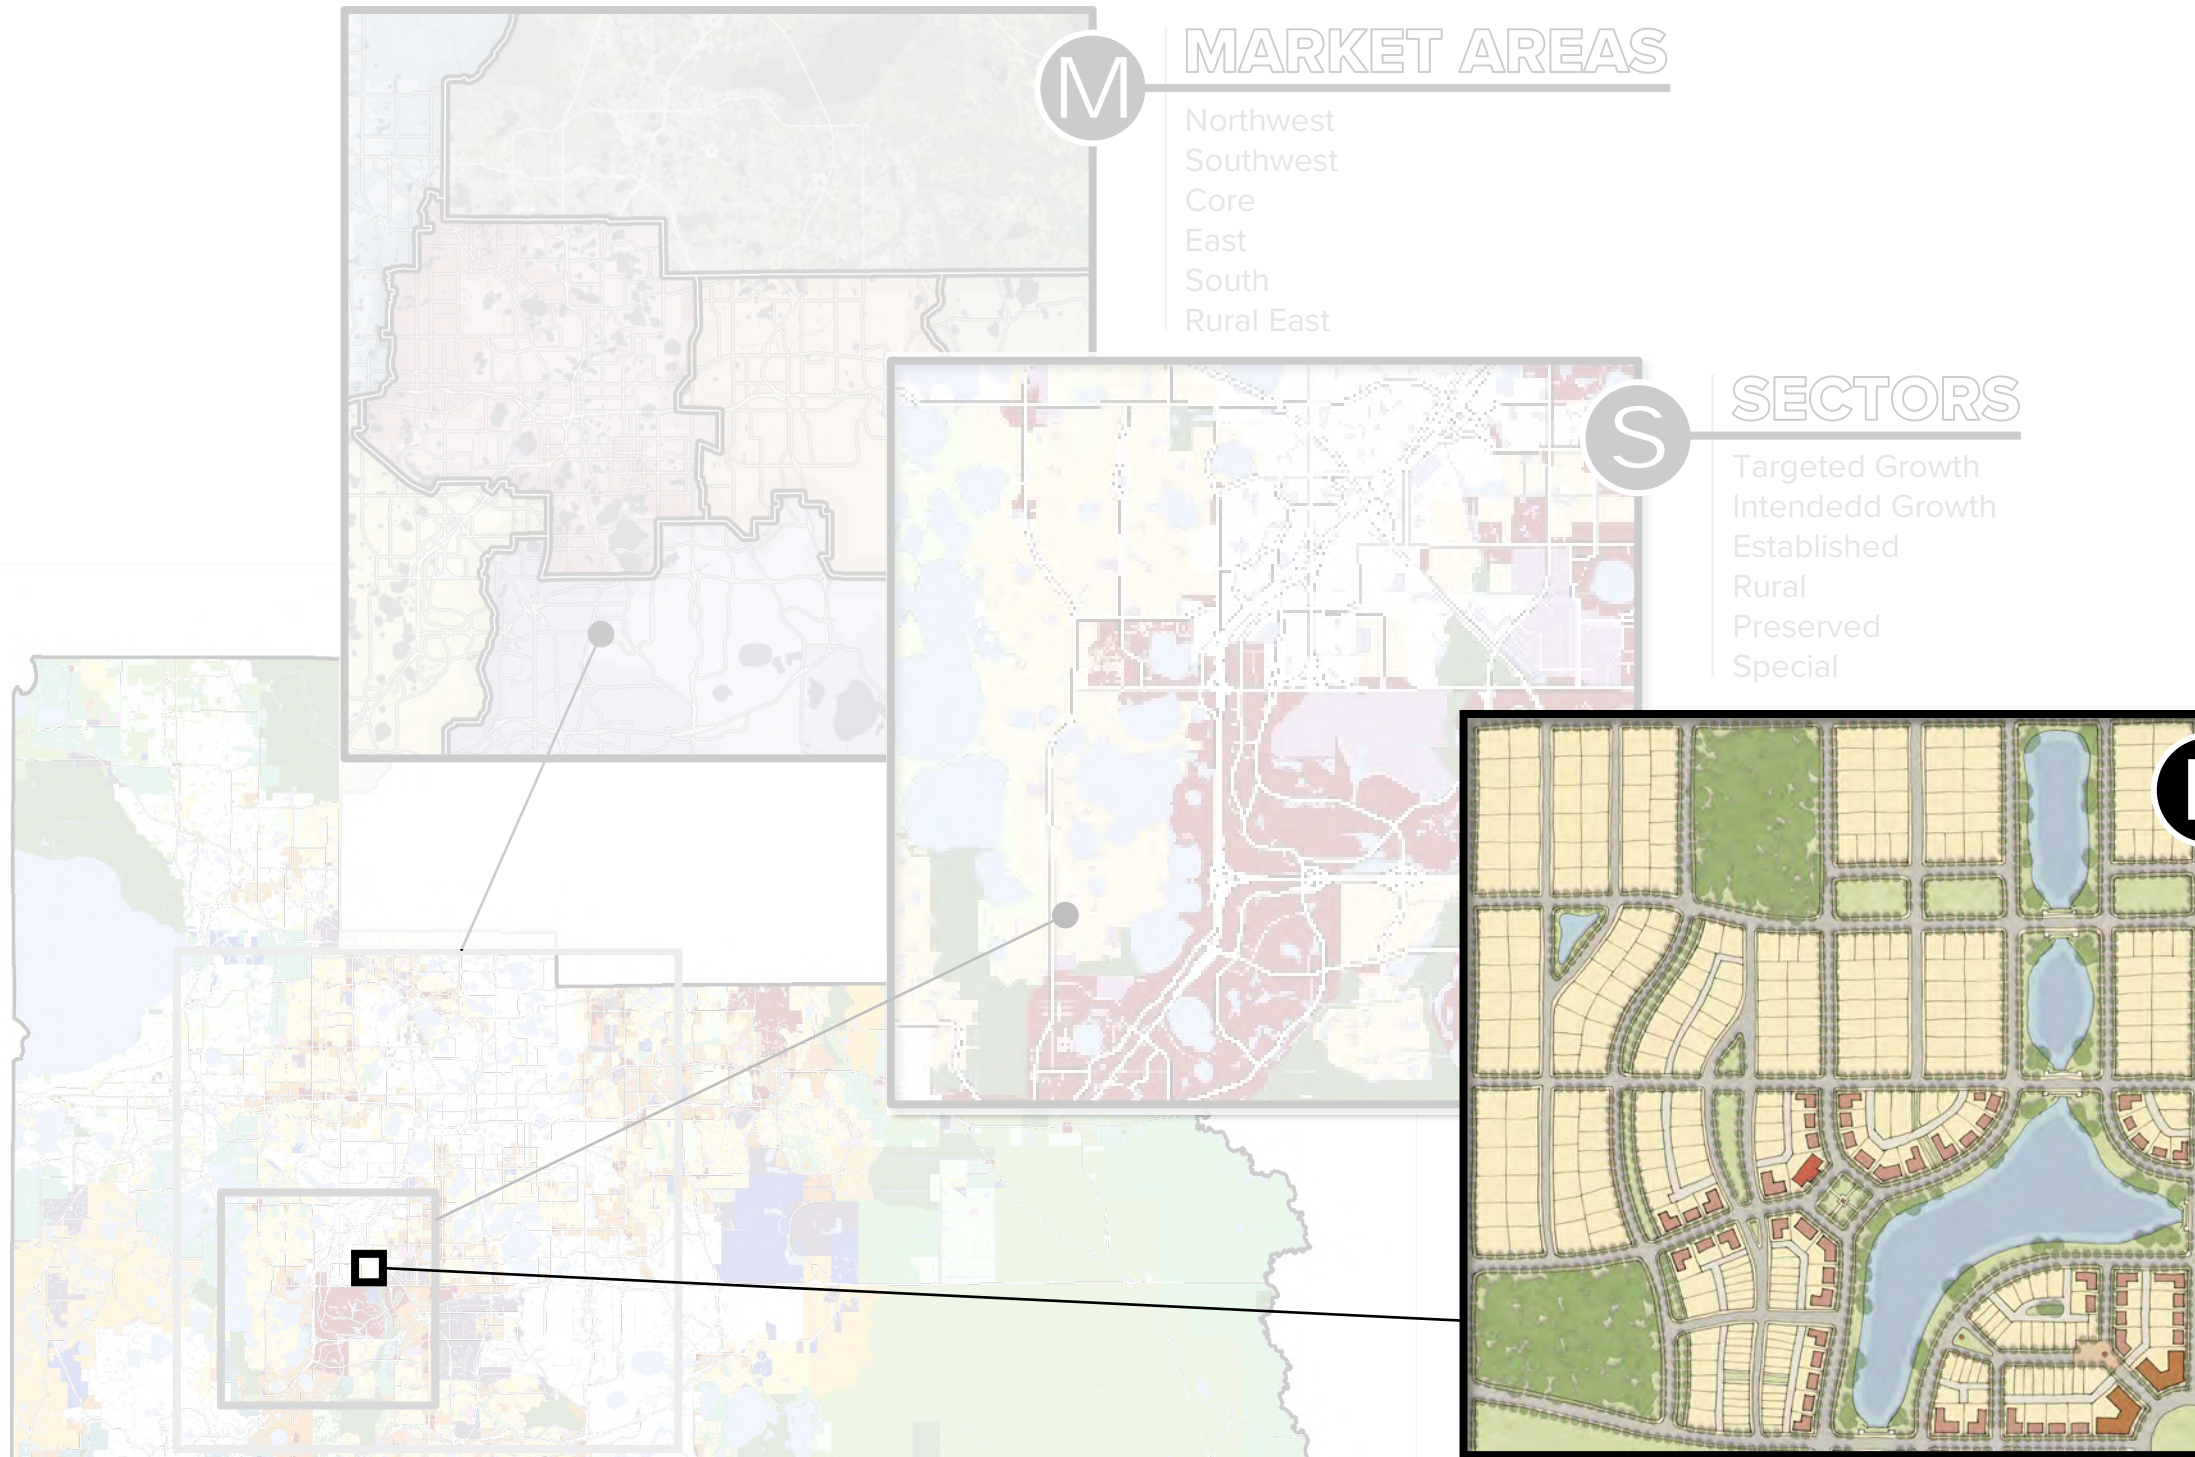 M
MARKET AREAS
Northwest
Southwest
Core
East
South
Rural East
S
SECTORS
Targeted Growth
Intendedd Growth
Established
Rural
Preserved
Special